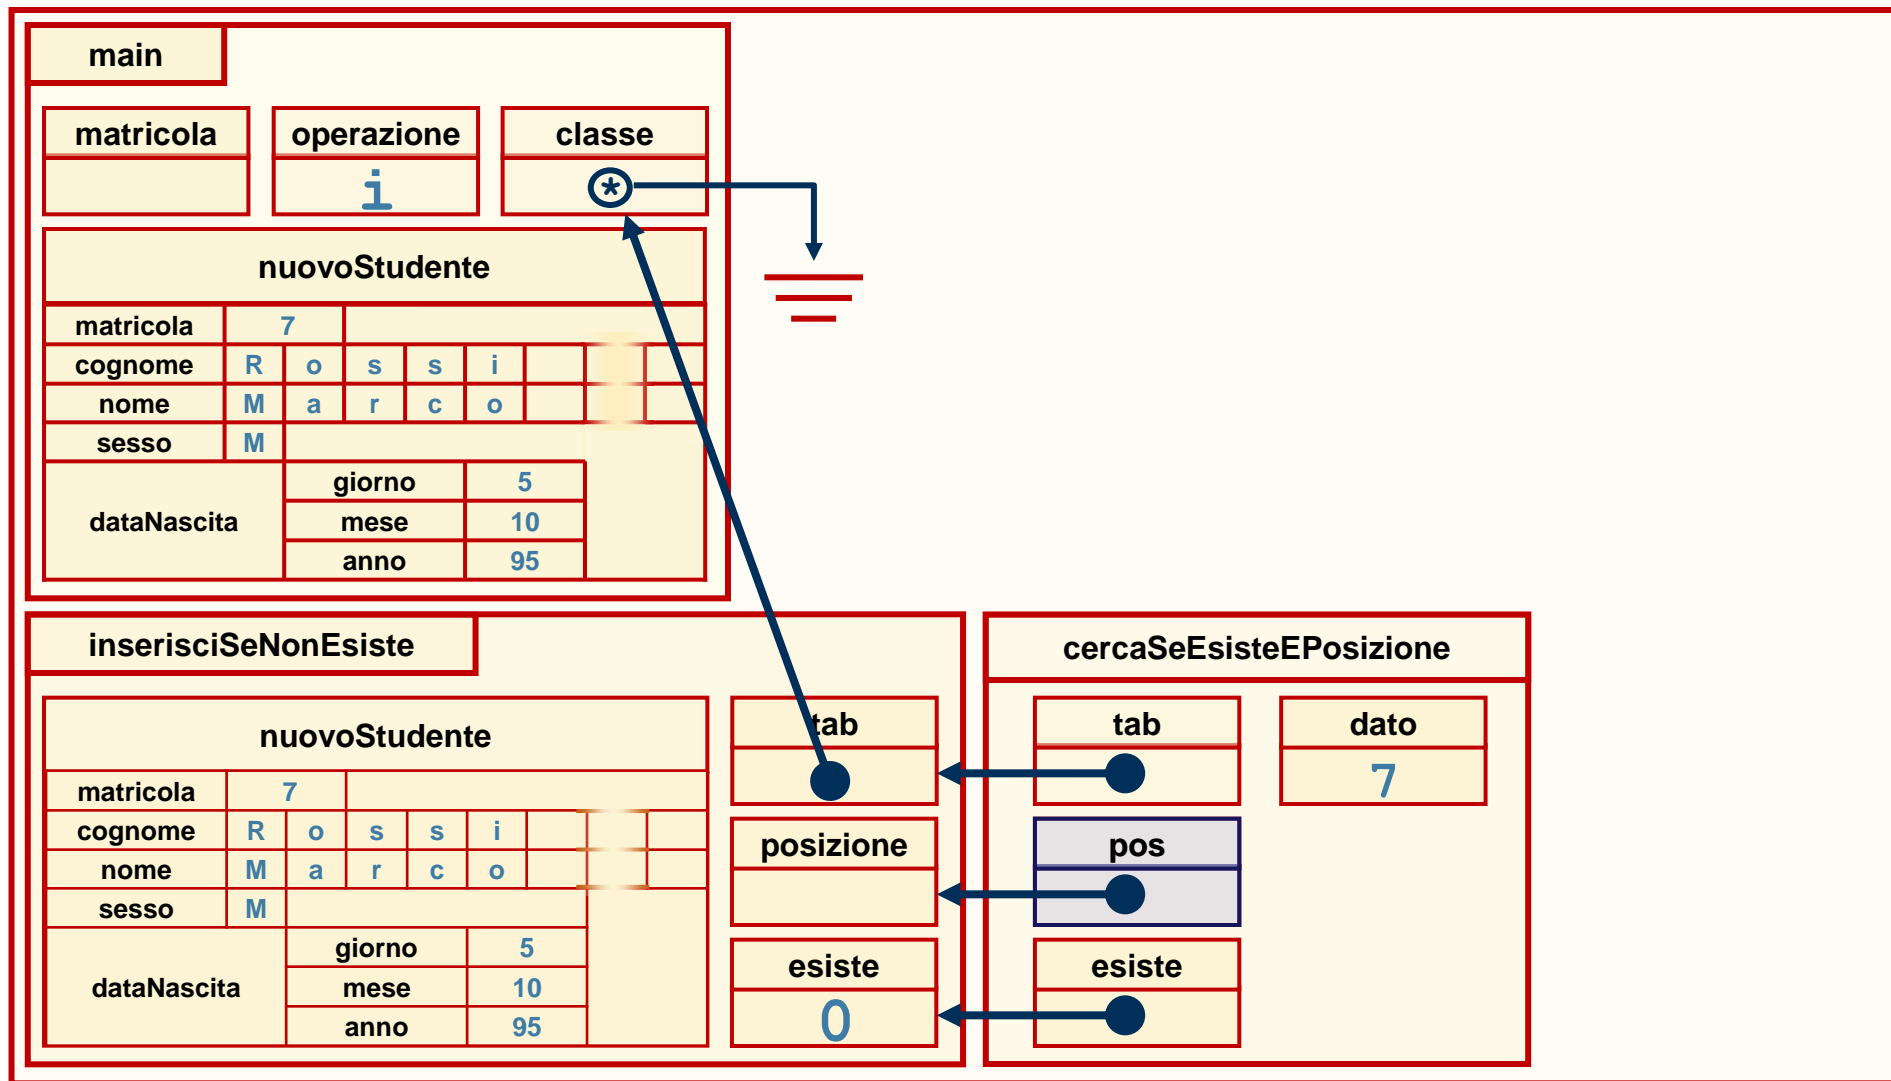 main
matricola operazione classe
i *
nuovoStudente
matricola 7
cognome R o s s i
nome M a r c o
sesso M
dataNascita giorno 5
mese 10
anno 95
inserisciSeNonEsiste
nuovoStudente
matricola 7
cognome R o s s i
nome M a r c o
sesso M
dataNascita giorno 5
mese 10
anno 95
tab
posizione
esiste
0
cercaSeEsisteEPosizione
tab dato
7
pos
esiste